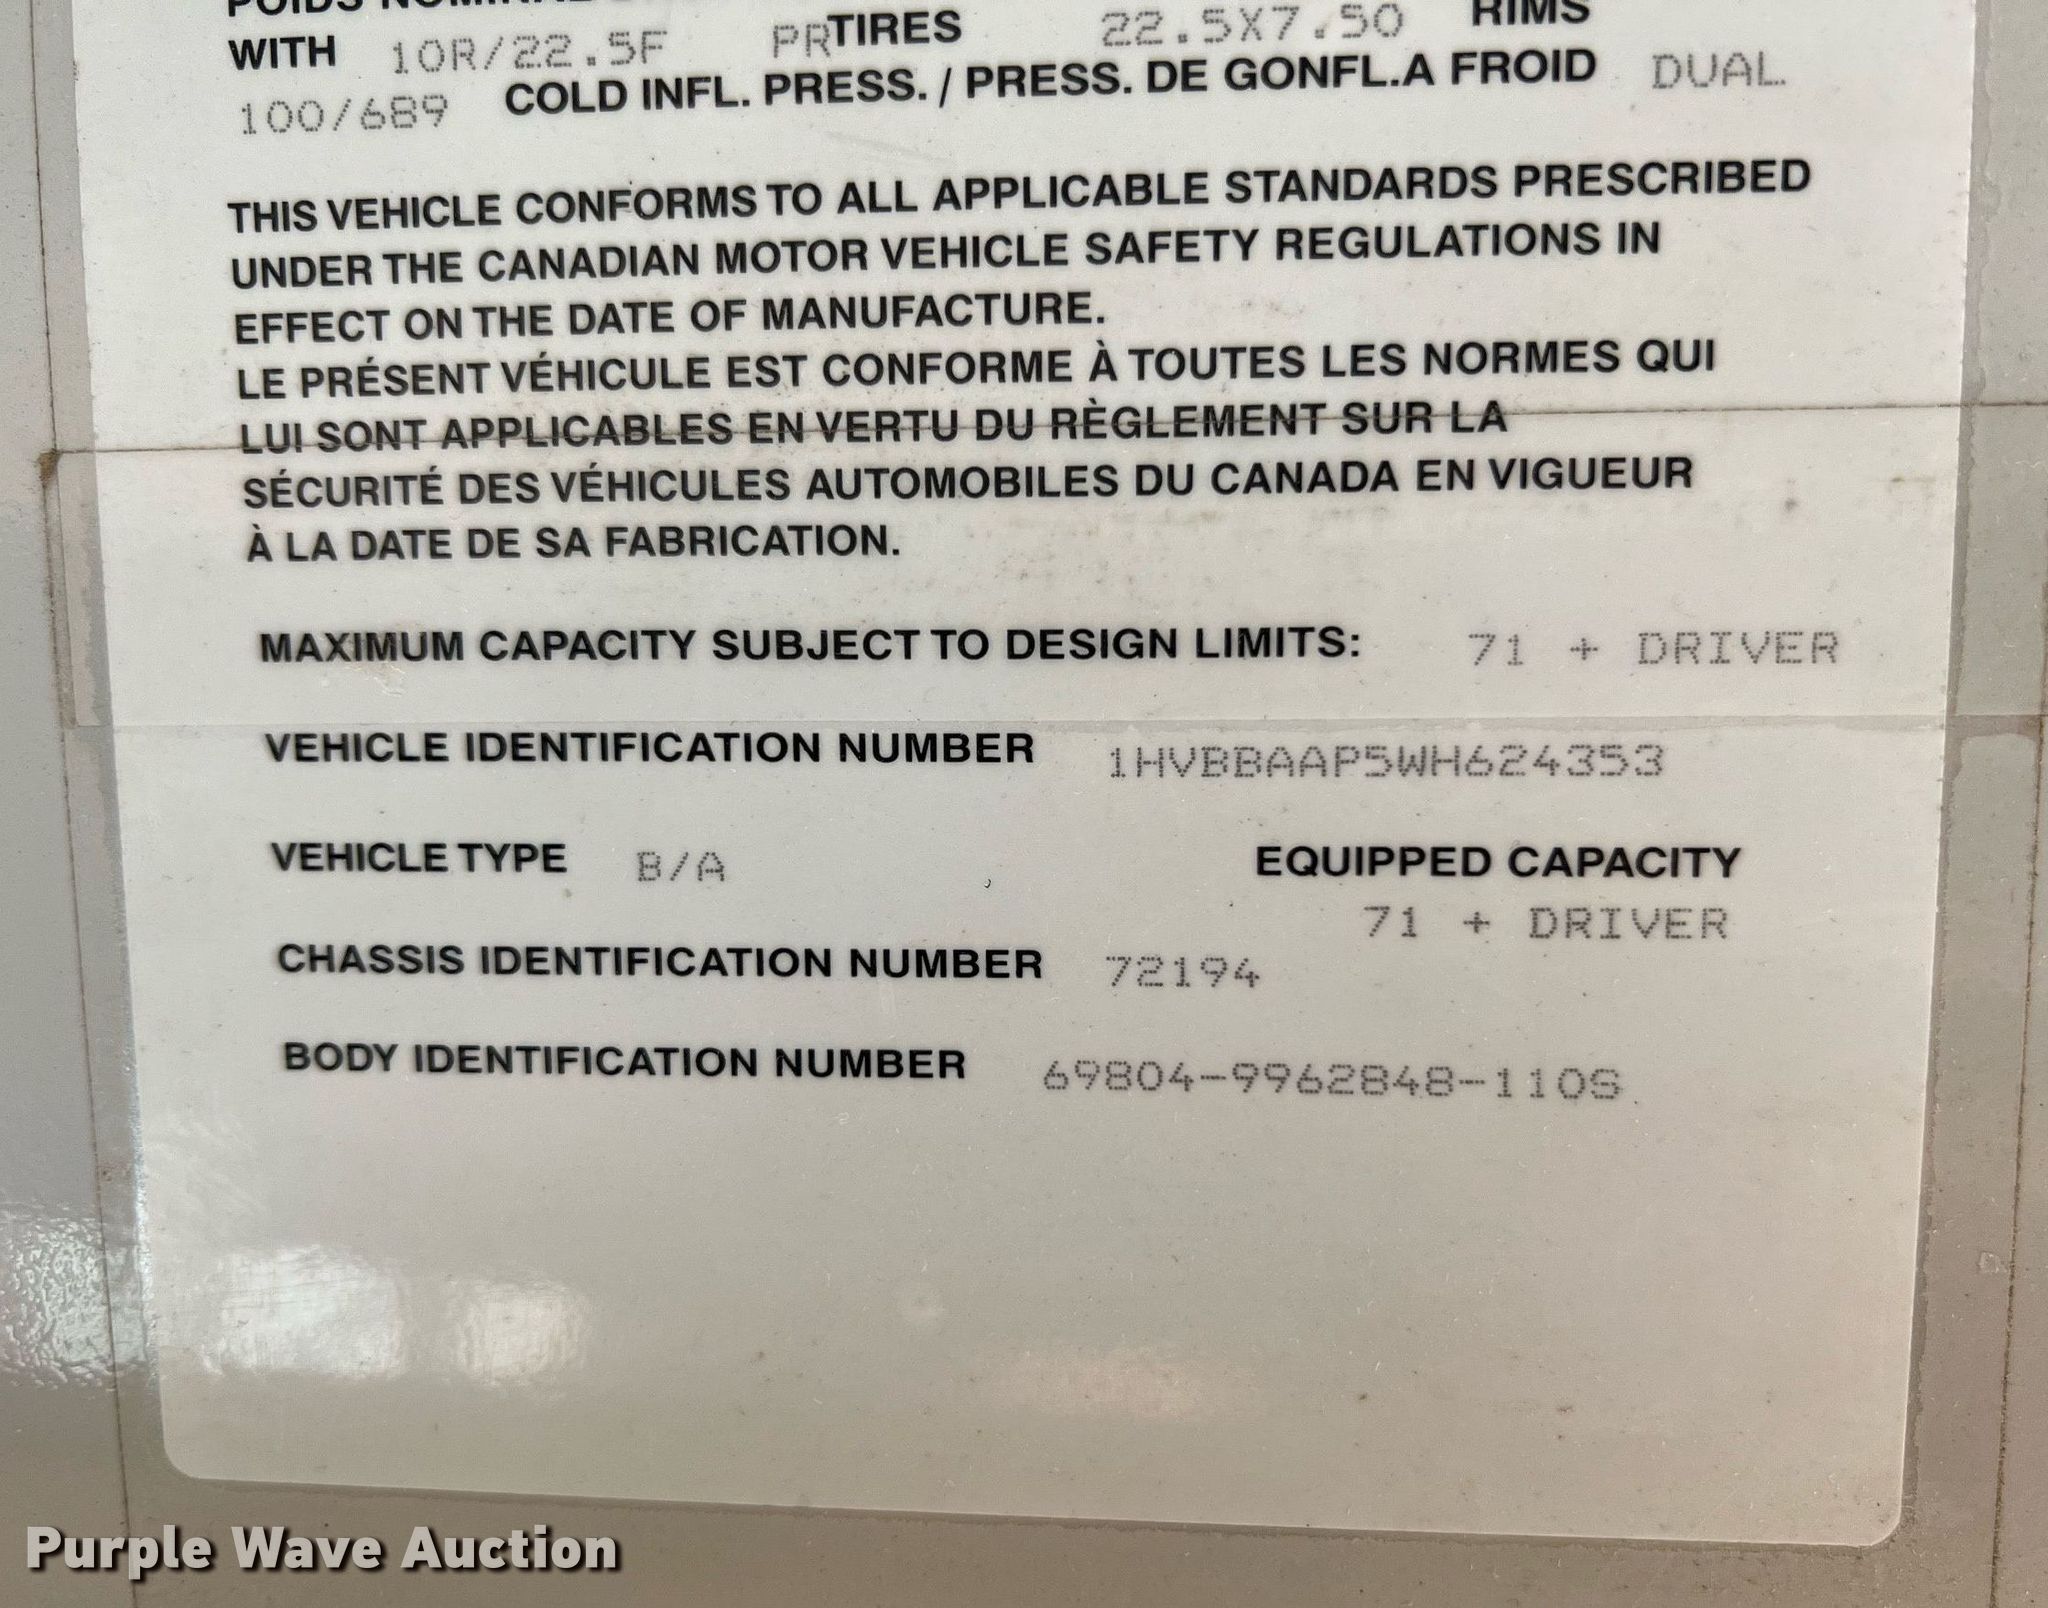 POIDS NOMINAL
WITH 10R/22.5F PR TIRES 22.5X7.50 RIMS
100/689 COLD INFL. PRESS. / PRESS. DE GONFL.A FROID DUAL
THIS VEHICLE CONFORMS TO ALL APPLICABLE STANDARDS PRESCRIBED
UNDER THE CANADIAN MOTOR VEHICLE SAFETY REGULATIONS IN
EFFECT ON THE DATE OF MANUFACTURE.
LE PRÉSENT VÉHICULE EST CONFORME À TOUTES LES NORMES QUI
LUI SONT APPLICABLES EN VERTU DU RÈGLEMENT SUR LA
SÉCURITÉ DES VÉHICULES AUTOMOBILES DU CANADA EN VIGUEUR
À LA DATE DE SA FABRICATION.
MAXIMUM CAPACITY SUBJECT TO DESIGN LIMITS: 71 + DRIVER
VEHICLE IDENTIFICATION NUMBER 1HVBBAAP5WH624353
VEHICLE TYPE B/A EQUIPPED CAPACITY
71 + DRIVER
CHASSIS IDENTIFICATION NUMBER 72194
BODY IDENTIFICATION NUMBER 69804-9962848-110S
Purple Wave Auction